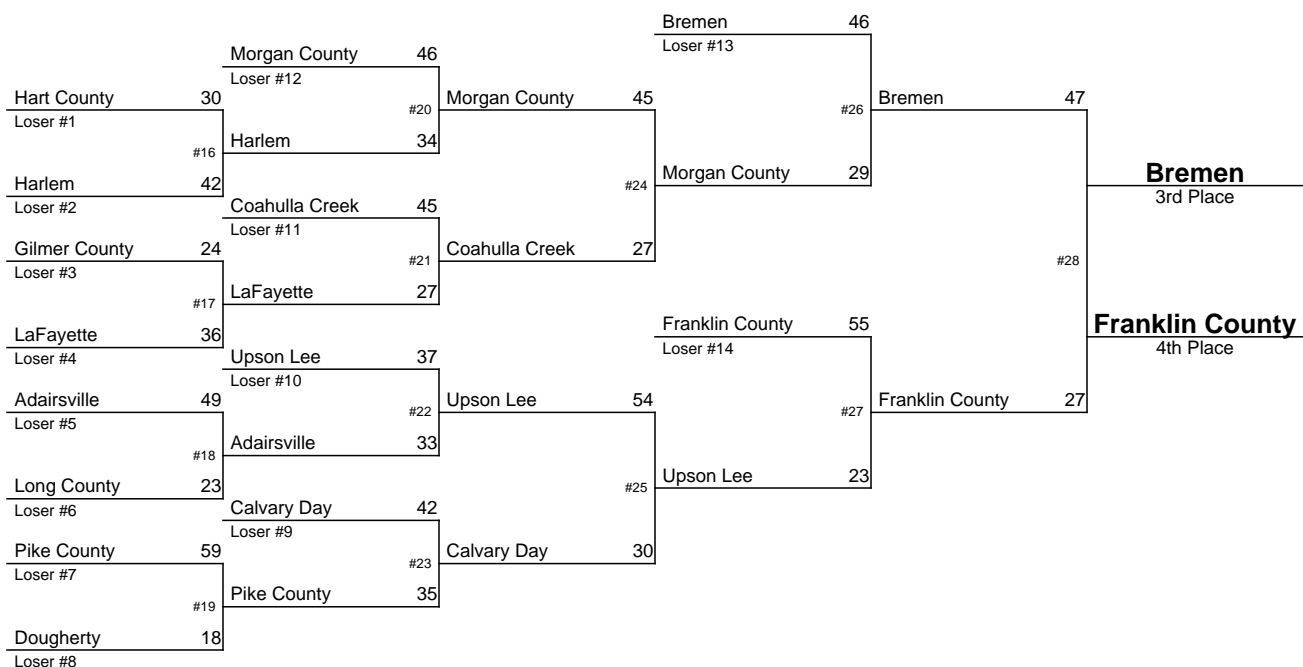 Bremen 46
Loser #13
Morgan County 46
Loser #12
Hart County 30
Loser #1
#20
Morgan County 45
#26
Bremen 47
#16
Harlem 34
Harlem 42
Loser #2
#24
Morgan County 29
Bremen
3rd Place
Coahulla Creek 45
Loser #11
Gilmer County 24
Loser #3
#21
Coahulla Creek 27
#28
#17
LaFayette 27
LaFayette 36
Loser #4
Franklin County 55
Loser #14
Franklin County
4th Place
Upson Lee 37
Loser #10
Adairsville 49
Loser #5
#22
Upson Lee 54
#27
Franklin County 27
#18
Adairsville 33
Long County 23
Loser #6
#25
Upson Lee 23
Calvary Day 42
Loser #9
Pike County 59
Loser #7
#23
Calvary Day 30
#19
Pike County 35
Dougherty 18
Loser #8